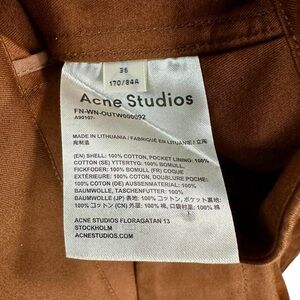 36
170/84A
Acne Studios
FN-WN-OUTW000092
A90107-
MADE IN LITHUANIA / FABRIQUÉ EN LITUANIE / 立陶
宛制造
(EN) SHELL: 100% COTTON, POCKET LINING: 100%
COTTON (SE) YTTERTYG: 100% BOMULL,
FICKFODER: 100% BOMULL (FR) COQUE
EXTÉRIEURE: 100% COTON, DOUBLURE POCHE:
100% COTON (DE) AUSSENMATERIAL: 100%
BAUMWOLLE, TASCHENFUTTER: 100%
BAUMWOLLE (JP) 表地: 100% コットン, ポケット裏地:
100% コットン (CN) 外层: 100% 棉, 口袋衬里: 100% 棉
ACNE STUDIOS FLORAGATAN 13
STOCKHOLM
ACNESTUDIOS.COM